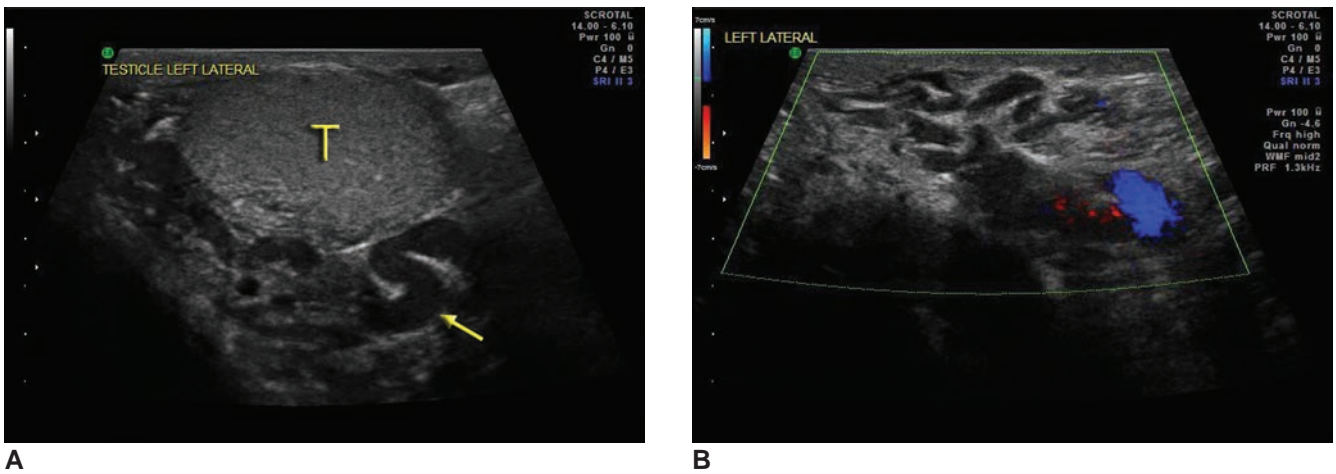 SCROTAL
14.00 - 6.10
Pwr 100
Gn 0
C4 / M5
P4 / E3
SRI II 3
TESTICLE LEFT LATERAL
T
A
7cm/s
-7cm/s
LEFT LATERAL
SCROTAL
14.00 - 6.10
Pwr 100
Gn 0
C4 / M5
P4 / E3
SRI II 3
Pwr 100
Gn -4.6
Frq high
Qual norm
WMF mid2
PRF 1.3kHz
B